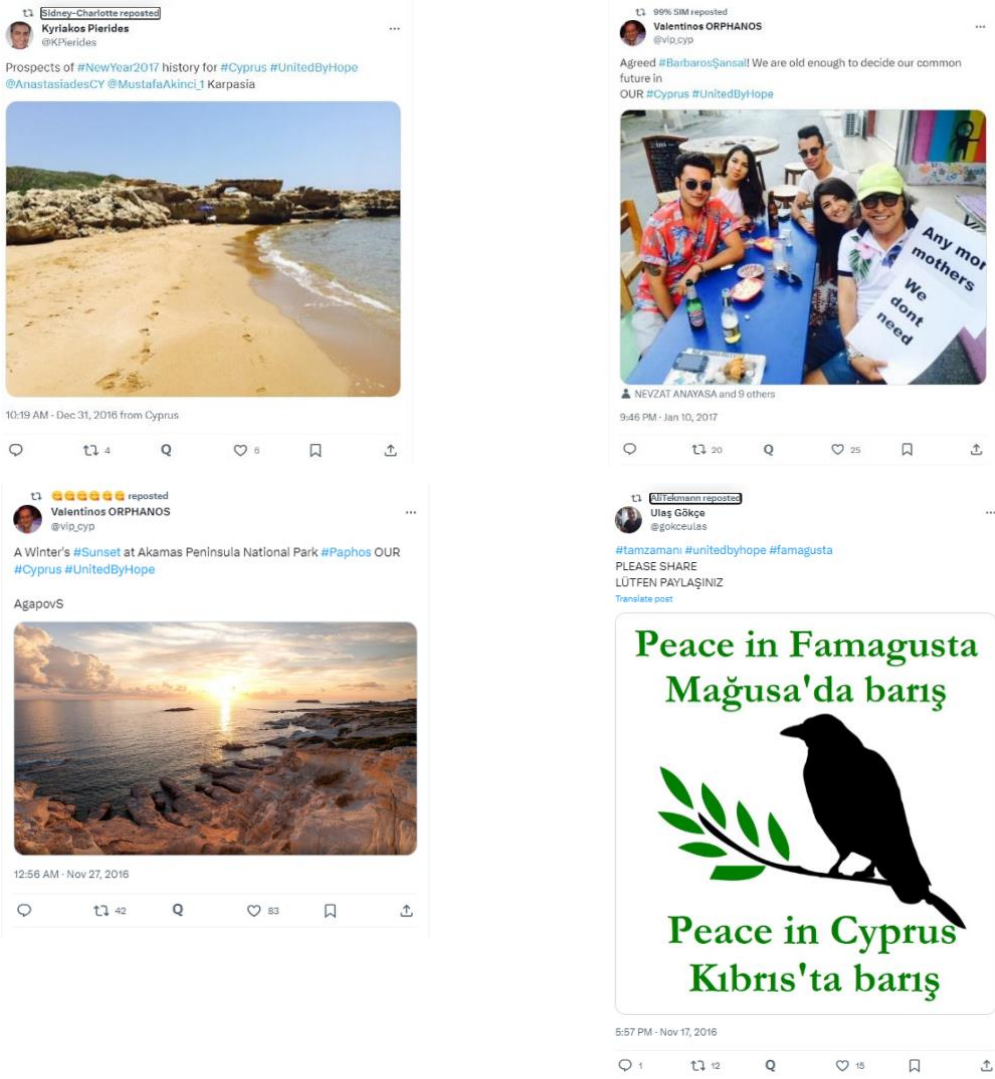 Sidney-Charlotte reposted
Kyriakos Pierides
@KPierides
Prospects of #NewYear2017 history for #Cyprus #UnitedByHope
@AnastasiadesCY @MustafaAkinci_1 Karpasia
10:19 AM · Dec 31, 2016 from Cyprus
4
Q
6
99% SIM reposted
Valentinos ORPHANOS
@vip_cyp
Agreed #BarbarosŞansal! We are old enough to decide our common
future in
OUR #Cyprus #UnitedByHope
Any mor
mothers
We
dont
need
NEVZAT ANAYASA and 9 others
9:46 PM · Jan 10, 2017
20
Q
25
reposted
Valentinos ORPHANOS
@vip_cyp
A Winter's #Sunset at Akamas Peninsula National Park #Paphos OUR
#Cyprus #UnitedByHope
AgapovS
12:56 AM · Nov 27, 2016
42
Q
83
AliTekmann reposted
Ulaş Gökçe
@gokceulas
#tamzamanı #unitedbyhope #famagusta
PLEASE SHARE
LÜTFEN PAYLAŞINIZ
Translate post
Peace in Famagusta
Mağusa'da barış
Peace in Cyprus
Kıbrıs'ta barış
5:57 PM · Nov 17, 2016
1
12
Q
15